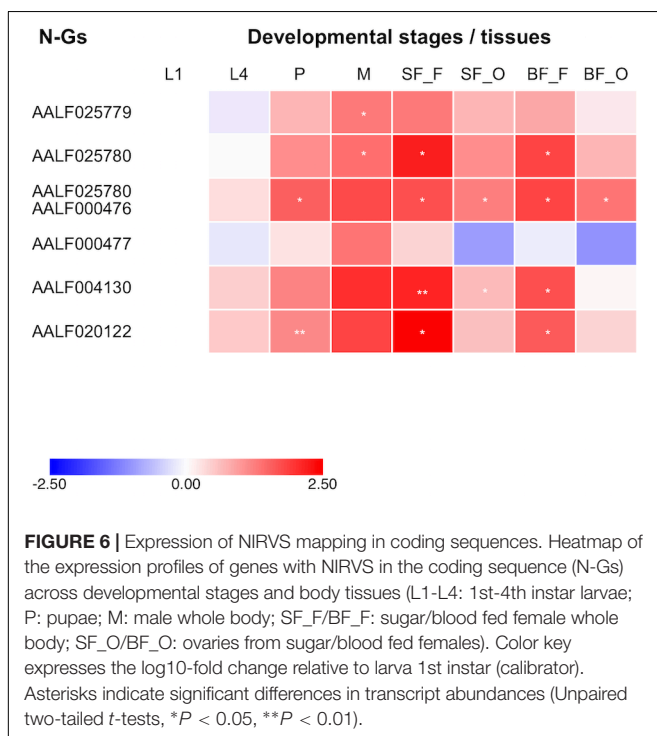 N-Gs Developmental stages / tissues
L1 L4 P M SF_F SF_O BF_F BF_O
AALF025779 *
AALF025780 * * *
AALF025780
AALF000476 * * * * *
AALF000477
AALF004130 ** * *
AALF020122 ** * *
-2.50 0.00 2.50
FIGURE 6 | Expression of NIRVS mapping in coding sequences. Heatmap of
the expression profiles of genes with NIRVS in the coding sequence (N-Gs)
across developmental stages and body tissues (L1-L4: 1st-4th instar larvae;
P: pupae; M: male whole body; SF_F/BF_F: sugar/blood fed female whole
body; SF_O/BF_O: ovaries from sugar/blood fed females). Color key
expresses the log10-fold change relative to larva 1st instar (calibrator).
Asterisks indicate significant differences in transcript abundances (Unpaired
two-tailed t-tests, *P < 0.05, **P < 0.01).